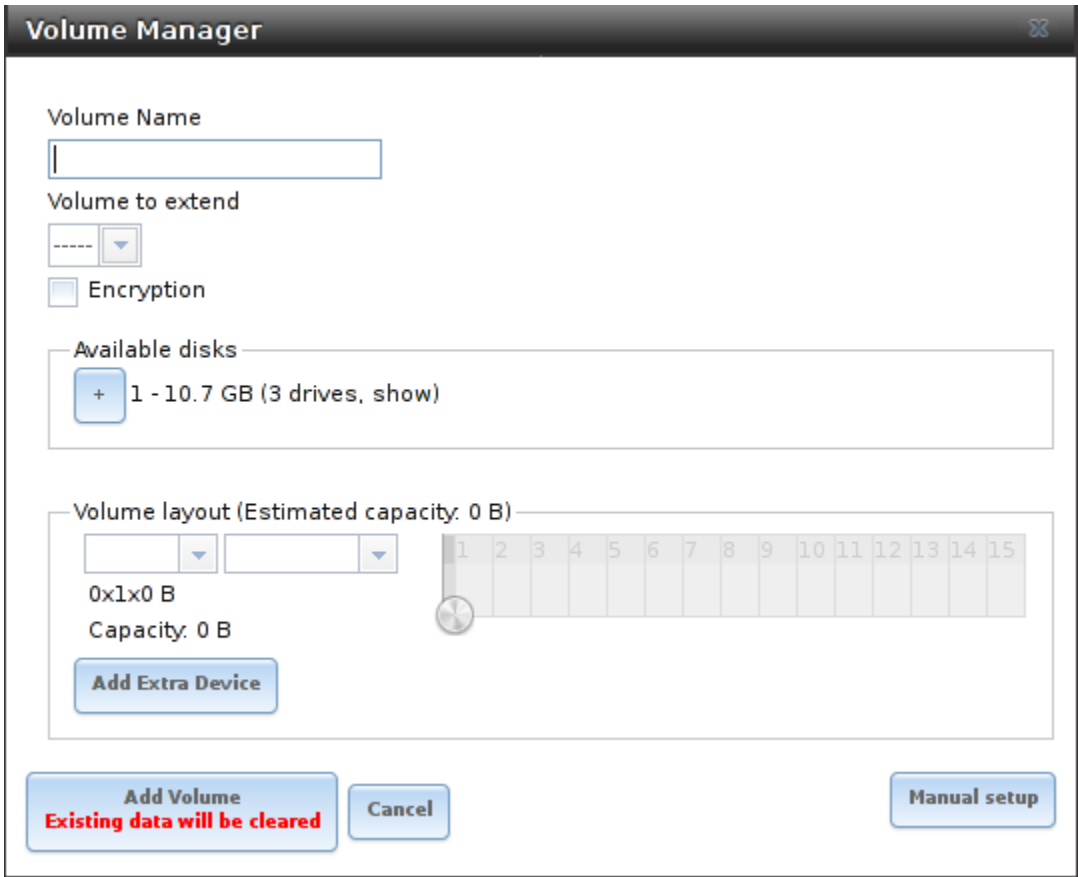 Volume Manager
Volume Name
Volume to extend
-----
Encryption
Available disks
+ 1 - 10.7 GB (3 drives, show)
Volume layout (Estimated capacity: 0 B)
1 2 3 4 5 6 7 8 9 10 11 12 13 14 15
0x1x0 B
Capacity: 0 B
Add Extra Device
Add Volume
Existing data will be cleared
Cancel
Manual setup